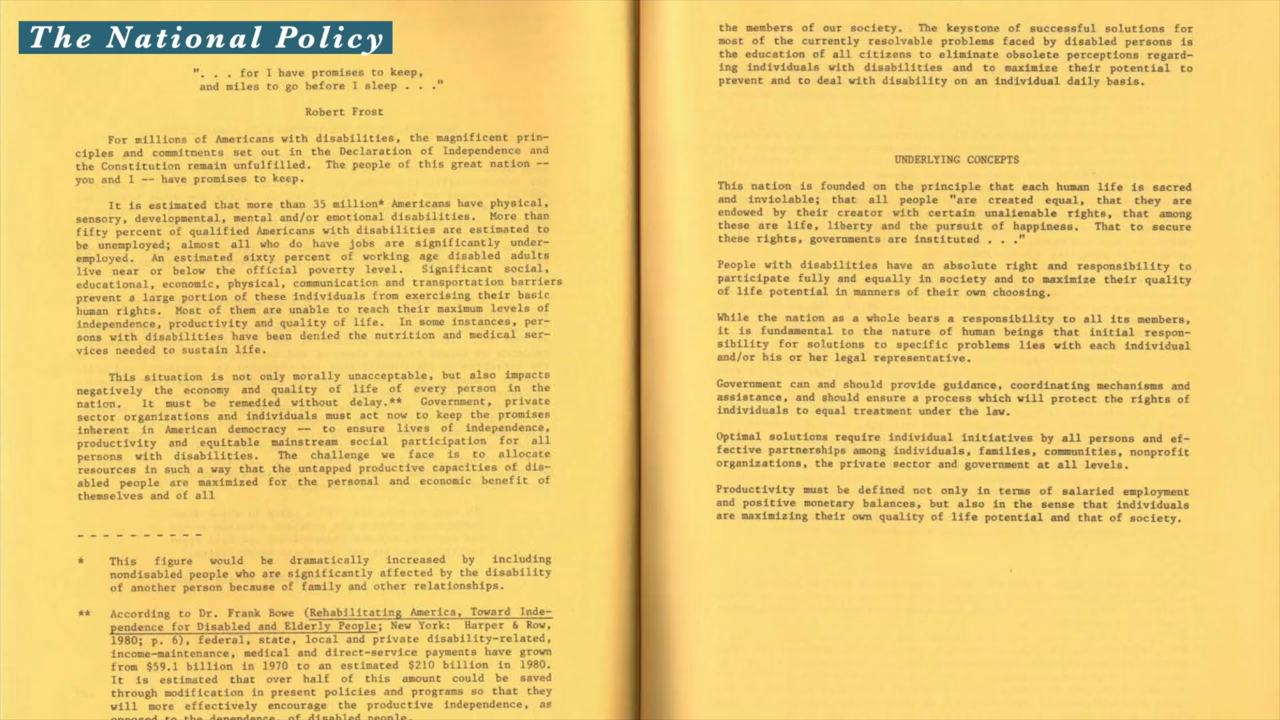 The National Policy
". . . for I have promises to keep,
and miles to go before I sleep . . ."
Robert Frost
For millions of Americans with disabilities, the magnificent prin-
ciples and commitments set out in the Declaration of Independence and
the Constitution remain unfulfilled. The people of this great nation --
you and I -- have promises to keep.
It is estimated that more than 35 million* Americans have physical,
sensory, developmental, mental and/or emotional disabilities. More than
fifty percent of qualified Americans with disabilities are estimated to
be unemployed; almost all who do have jobs are significantly under-
employed. An estimated sixty percent of working age disabled adults
live near or below the official poverty level. Significant social,
educational, economic, physical, communication and transportation barriers
prevent a large portion of these individuals from exercising their basic
human rights. Most of them are unable to reach their maximum levels of
independence, productivity and quality of life. In some instances, per-
sons with disabilities have been denied the nutrition and medical ser-
vices needed to sustain life.
This situation is not only morally unacceptable, but also impacts
negatively the economy and quality of life of every person in the
nation. It must be remedied without delay.** Government, private
sector organizations and individuals must act now to keep the promises
inherent in American democracy -- to ensure lives of independence,
productivity and equitable mainstream social participation for all
persons with disabilities. The challenge we face is to allocate
resources in such a way that the untapped productive capacities of dis-
abled people are maximized for the personal and economic benefit of
themselves and of all
----------
* This figure would be dramatically increased by including
nondisabled people who are significantly affected by the disability
of another person because of family and other relationships.
** According to Dr. Frank Bowe (Rehabilitating America, Toward Inde-
pendence for Disabled and Elderly People; New York: Harper & Row,
1980; p. 6), federal, state, local and private disability-related,
income-maintenance, medical and direct-service payments have grown
from $59.1 billion in 1970 to an estimated $210 billion in 1980.
It is estimated that over half of this amount could be saved
through modification in present policies and programs so that they
will more effectively encourage the productive independence, as
opposed to the dependence, of disabled people.
the members of our society. The keystone of successful solutions for
most of the currently resolvable problems faced by disabled persons is
the education of all citizens to eliminate obsolete perceptions regard-
ing individuals with disabilities and to maximize their potential to
prevent and to deal with disability on an individual daily basis.
UNDERLYING CONCEPTS
This nation is founded on the principle that each human life is sacred
and inviolable; that all people "are created equal, that they are
endowed by their creator with certain unalienable rights, that among
these are life, liberty and the pursuit of happiness. That to secure
these rights, governments are instituted . . ."
People with disabilities have an absolute right and responsibility to
participate fully and equally in society and to maximize their quality
of life potential in manners of their own choosing.
While the nation as a whole bears a responsibility to all its members,
it is fundamental to the nature of human beings that initial respon-
sibility for solutions to specific problems lies with each individual
and/or his or her legal representative.
Government can and should provide guidance, coordinating mechanisms and
assistance, and should ensure a process which will protect the rights of
individuals to equal treatment under the law.
Optimal solutions require individual initiatives by all persons and ef-
fective partnerships among individuals, families, communities, nonprofit
organizations, the private sector and government at all levels.
Productivity must be defined not only in terms of salaried employment
and positive monetary balances, but also in the sense that individuals
are maximizing their own quality of life potential and that of society.